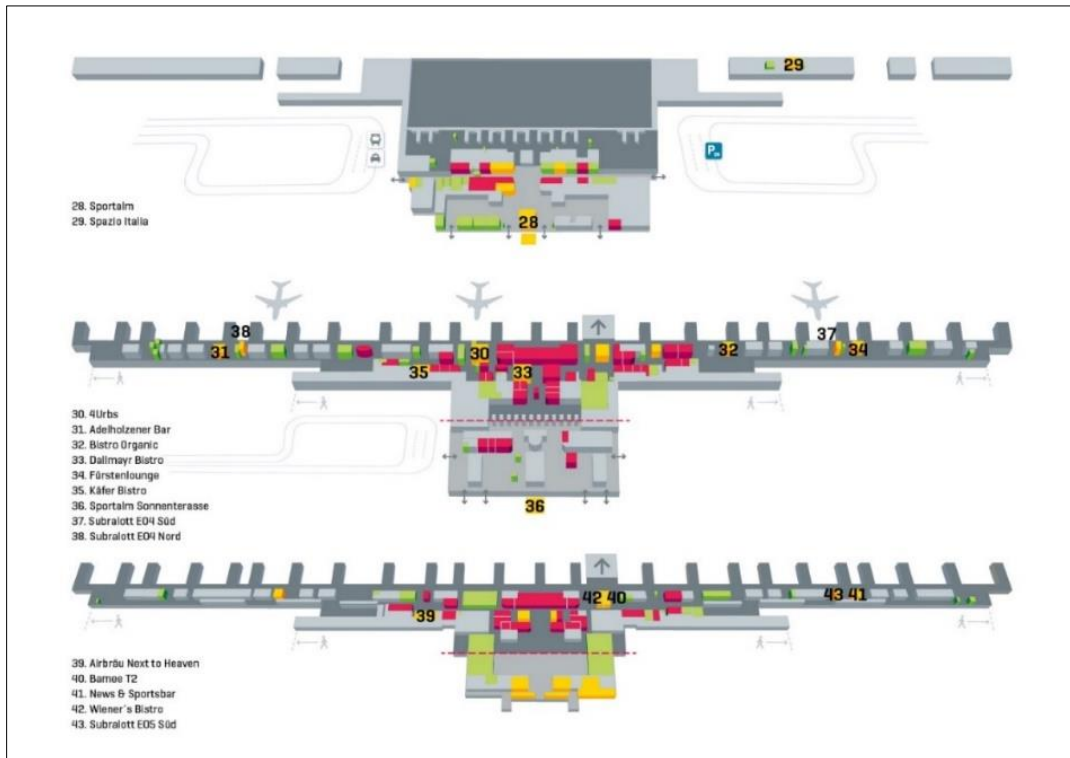 29
P₂₆
28. Sportalm
29. Spazio Italia
28
38
37
31
30
32
34
35
33
30. 4Urbs
31. Adelholzener Bar
32. Bistro Organic
33. Dallmayr Bistro
34. Fürstenlounge
35. Käfer Bistro
36. Sportalm Sonnenterasse
37. Subralott E04 Süd
38. Subralott E04 Nord
36
42 40
43 41
39
39. Airbräu Next to Heaven
40. Bamee T2
41. News & Sportsbar
42. Wiener´s Bistro
43. Subralott E05 Süd